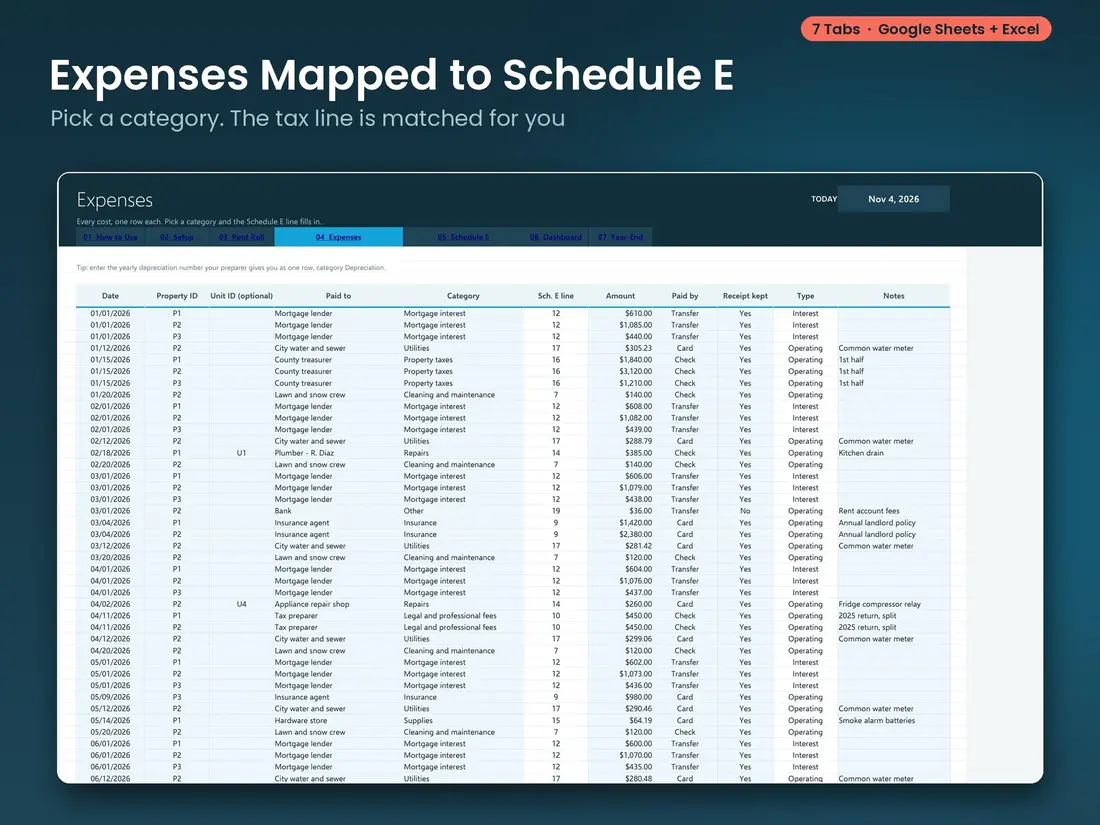 7 Tabs · Google Sheets + Excel
Expenses Mapped to Schedule E
Pick a category. The tax line is matched for you
Expenses
TODAY Nov 4, 2026
Every cost, one row each. Pick a category and the Schedule E line fills in.
01 How to Use 02 Setup 03 Rent Roll 04 Expenses 05 Schedule E 06 Dashboard 07 Year-End
Tip: enter the yearly depreciation number your preparer gives you as one row, category Depreciation.
Date Property ID Unit ID (optional) Paid to Category Sch. E line Amount Paid by Receipt kept Type Notes
01/01/2026 P1 Mortgage lender Mortgage interest 12 $610.00 Transfer Yes Interest
01/01/2026 P2 Mortgage lender Mortgage interest 12 $1,085.00 Transfer Yes Interest
01/01/2026 P3 Mortgage lender Mortgage interest 12 $440.00 Transfer Yes Interest
01/12/2026 P2 City water and sewer Utilities 17 $305.23 Card Yes Operating Common water meter
01/15/2026 P1 County treasurer Property taxes 16 $1,840.00 Check Yes Operating 1st half
01/15/2026 P2 County treasurer Property taxes 16 $3,120.00 Check Yes Operating 1st half
01/15/2026 P3 County treasurer Property taxes 16 $1,210.00 Check Yes Operating 1st half
01/20/2026 P2 Lawn and snow crew Cleaning and maintenance 7 $140.00 Check Yes Operating
02/01/2026 P1 Mortgage lender Mortgage interest 12 $608.00 Transfer Yes Interest
02/01/2026 P2 Mortgage lender Mortgage interest 12 $1,082.00 Transfer Yes Interest
02/01/2026 P3 Mortgage lender Mortgage interest 12 $439.00 Transfer Yes Interest
02/12/2026 P2 City water and sewer Utilities 17 $288.79 Card Yes Operating Common water meter
02/18/2026 P1 U1 Plumber - R. Diaz Repairs 14 $385.00 Check Yes Operating Kitchen drain
02/20/2026 P2 Lawn and snow crew Cleaning and maintenance 7 $140.00 Check Yes Operating
03/01/2026 P1 Mortgage lender Mortgage interest 12 $606.00 Transfer Yes Interest
03/01/2026 P2 Mortgage lender Mortgage interest 12 $1,079.00 Transfer Yes Interest
03/01/2026 P3 Mortgage lender Mortgage interest 12 $438.00 Transfer Yes Interest
03/01/2026 P2 Bank Other 19 $36.00 Transfer No Operating Rent account fees
03/04/2026 P1 Insurance agent Insurance 9 $1,420.00 Card Yes Operating Annual landlord policy
03/04/2026 P2 Insurance agent Insurance 9 $2,380.00 Card Yes Operating Annual landlord policy
03/12/2026 P2 City water and sewer Utilities 17 $281.42 Card Yes Operating Common water meter
03/20/2026 P2 Lawn and snow crew Cleaning and maintenance 7 $120.00 Check Yes Operating
04/01/2026 P1 Mortgage lender Mortgage interest 12 $604.00 Transfer Yes Interest
04/01/2026 P2 Mortgage lender Mortgage interest 12 $1,076.00 Transfer Yes Interest
04/01/2026 P3 Mortgage lender Mortgage interest 12 $437.00 Transfer Yes Interest
04/02/2026 P2 U4 Appliance repair shop Repairs 14 $260.00 Card Yes Operating Fridge compressor relay
04/11/2026 P1 Tax preparer Legal and professional fees 10 $450.00 Check Yes Operating 2025 return, split
04/11/2026 P2 Tax preparer Legal and professional fees 10 $450.00 Check Yes Operating 2025 return, split
04/12/2026 P2 City water and sewer Utilities 17 $299.06 Card Yes Operating Common water meter
04/20/2026 P2 Lawn and snow crew Cleaning and maintenance 7 $120.00 Check Yes Operating
05/01/2026 P1 Mortgage lender Mortgage interest 12 $602.00 Transfer Yes Interest
05/01/2026 P2 Mortgage lender Mortgage interest 12 $1,073.00 Transfer Yes Interest
05/01/2026 P3 Mortgage lender Mortgage interest 12 $436.00 Transfer Yes Interest
05/09/2026 P3 Insurance agent Insurance 9 $980.00 Card Yes Operating
05/12/2026 P2 City water and sewer Utilities 17 $290.46 Card Yes Operating Common water meter
05/14/2026 P1 Hardware store Supplies 15 $64.19 Card Yes Operating Smoke alarm batteries
05/20/2026 P2 Lawn and snow crew Cleaning and maintenance 7 $120.00 Check Yes Operating
06/01/2026 P1 Mortgage lender Mortgage interest 12 $600.00 Transfer Yes Interest
06/01/2026 P2 Mortgage lender Mortgage interest 12 $1,070.00 Transfer Yes Interest
06/01/2026 P3 Mortgage lender Mortgage interest 12 $435.00 Transfer Yes Interest
06/12/2026 P2 City water and sewer Utilities 17 $280.48 Card Yes Operating Common water meter